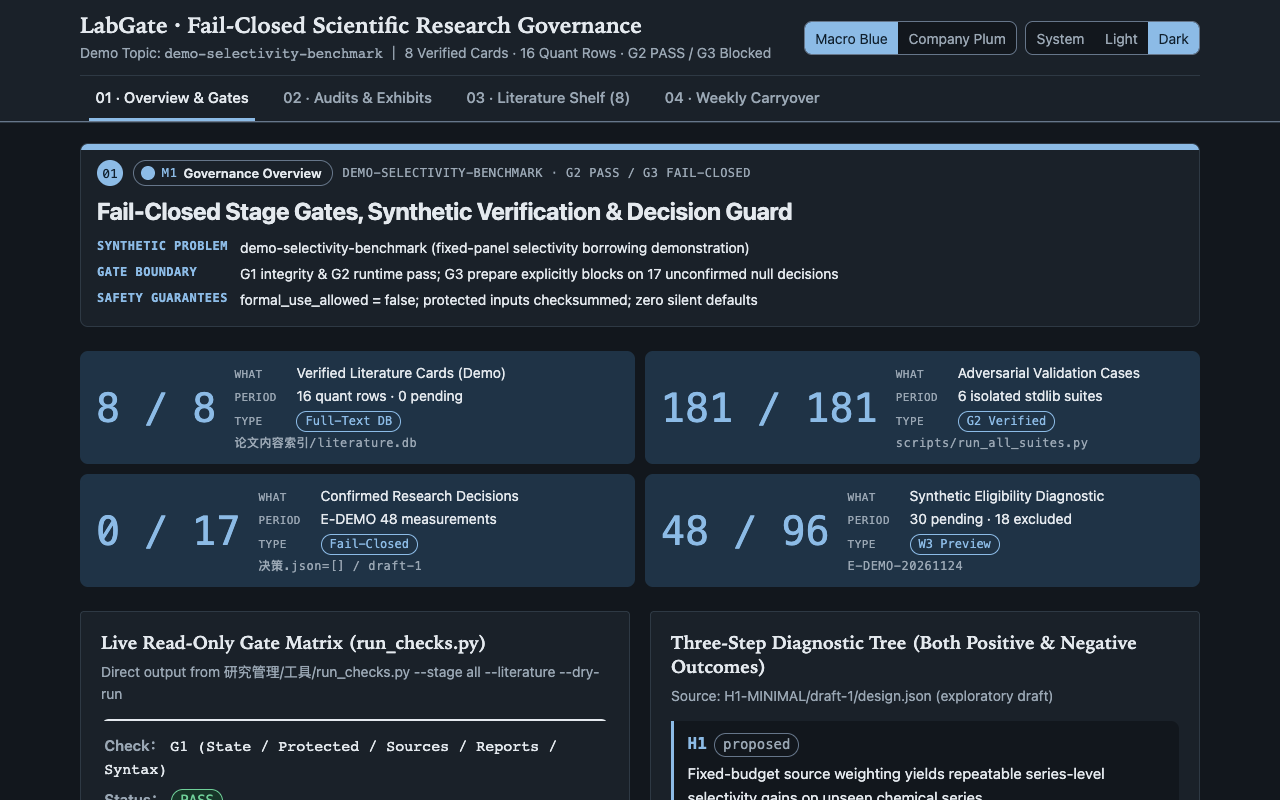 LabGate · Fail-Closed Scientific Research Governance
Demo Topic: demo-selectivity-benchmark | 8 Verified Cards · 16 Quant Rows · G2 PASS / G3 Blocked
Macro Blue Company Plum System Light Dark
01 · Overview & Gates 02 · Audits & Exhibits 03 · Literature Shelf (8) 04 · Weekly Carryover
01 M1 Governance Overview DEMO-SELECTIVITY-BENCHMARK · G2 PASS / G3 FAIL-CLOSED
Fail-Closed Stage Gates, Synthetic Verification & Decision Guard
SYNTHETIC PROBLEM demo-selectivity-benchmark (fixed-panel selectivity borrowing demonstration)
GATE BOUNDARY G1 integrity & G2 runtime pass; G3 prepare explicitly blocks on 17 unconfirmed null decisions
SAFETY GUARANTEES formal_use_allowed = false; protected inputs checksummed; zero silent defaults
8 / 8
WHAT Verified Literature Cards (Demo)
PERIOD 16 quant rows · 0 pending
TYPE Full-Text DB
论文内容索引/literature.db
181 / 181
WHAT Adversarial Validation Cases
PERIOD 6 isolated stdlib suites
TYPE G2 Verified
scripts/run_all_suites.py
0 / 17
WHAT Confirmed Research Decisions
PERIOD E-DEMO 48 measurements
TYPE Fail-Closed
决策.json=[] / draft-1
48 / 96
WHAT Synthetic Eligibility Diagnostic
PERIOD 30 pending · 18 excluded
TYPE W3 Preview
E-DEMO-20261124
Live Read-Only Gate Matrix (run_checks.py)
Direct output from 研究管理/工具/run_checks.py --stage all --literature --dry-
run
Check: G1 (State / Protected / Sources / Reports /
Syntax)
Status: PASS
Three-Step Diagnostic Tree (Both Positive & Negative
Outcomes)
Source: H1-MINIMAL/draft-1/design.json (exploratory draft)
H1 proposed
Fixed-budget source weighting yields repeatable series-level
selectivity gains on unseen chemical series